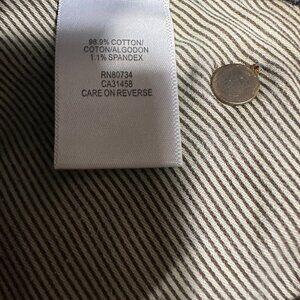 98.9% COTTON/
COTON/ALGODON
1.1% SPANDEX
RN80734
CA31458
CARE ON REVERSE